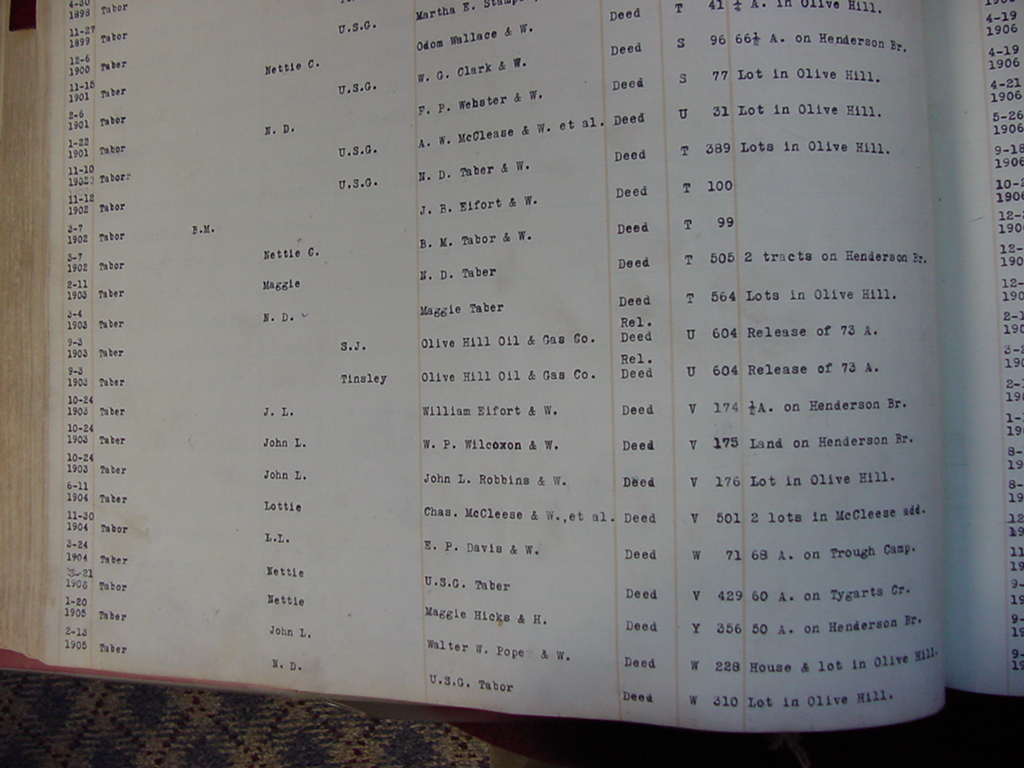 4-30 1898 Tabor
11-27 1899 Tabor
12-6 1900 Taber U.S.G. Martha E. Deed
11-15 1901 Tabor Nettie C. Odom Wallace & W. Deed T 41 ½ A. in Olive Hill.
2-6 1901 Tabor U.S.G. W. G. Clark & W. Deed S 96 66½ A. on Henderson Br.
1-22 1901 Tabor N. D. F. P. Webster & W. Deed S 77 Lot in Olive Hill.
11-10 1902 Tabor U.S.G. A. W. McClease & W. et al. Deed U 31 Lot in Olive Hill.
11-12 1902 Tabor U.S.G. N. D. Taber & W. Deed T 389 Lots in Olive Hill.
3-7 1902 Tabor B.M. J. B. Eifort & W. Deed T 100
3-7 1902 Tabor Nettie C. B. M. Tabor & W. Deed T 99
2-11 1903 Taber Maggie N. D. Taber Deed T 505 2 tracts on Henderson Br.
3-4 1903 Taber N. D. Maggie Taber Deed T 564 Lots in Olive Hill.
9-3 1903 Taber S.J. Olive Hill Oil & Gas Co. Rel. Deed U 604 Release of 73 A.
9-3 1903 Taber Tinsley Olive Hill Oil & Gas Co. Rel. Deed U 604 Release of 73 A.
10-24 1903 Taber J. L. William Eifort & W. Deed V 174 ½A. on Henderson Br.
10-24 1903 Taber John L. W. P. Wilcoxon & W. Deed V 175 Land on Henderson Br.
10-24 1903 Taber John L. John L. Robbins & W. Deed V 176 Lot in Olive Hill.
6-11 1904 Taber Lottie Chas. McCleese & W.,et al. Deed V 501 2 lots in McCleese add.
11-30 1904 Tabor L.L. E. P. Davis & W. Deed W 71 68 A. on Trough Camp.
3-24 1904 Taber Nettie U.S.G. Taber Deed V 429 60 A. on Tygarts Cr.
3-21 1905 Tabor Nettie Maggie Hicks & H. Deed Y 356 50 A. on Henderson Br.
1-20 1905 Taber John L. Walter W. Pope & W. Deed W 228 House & lot in Olive Hill.
2-13 1905 Taber N. D. U.S.G. Tabor Deed W 310 Lot in Olive Hill.
4-19 1906
4-19 1906
4-21 1906
5-26 1906
9-18 1906